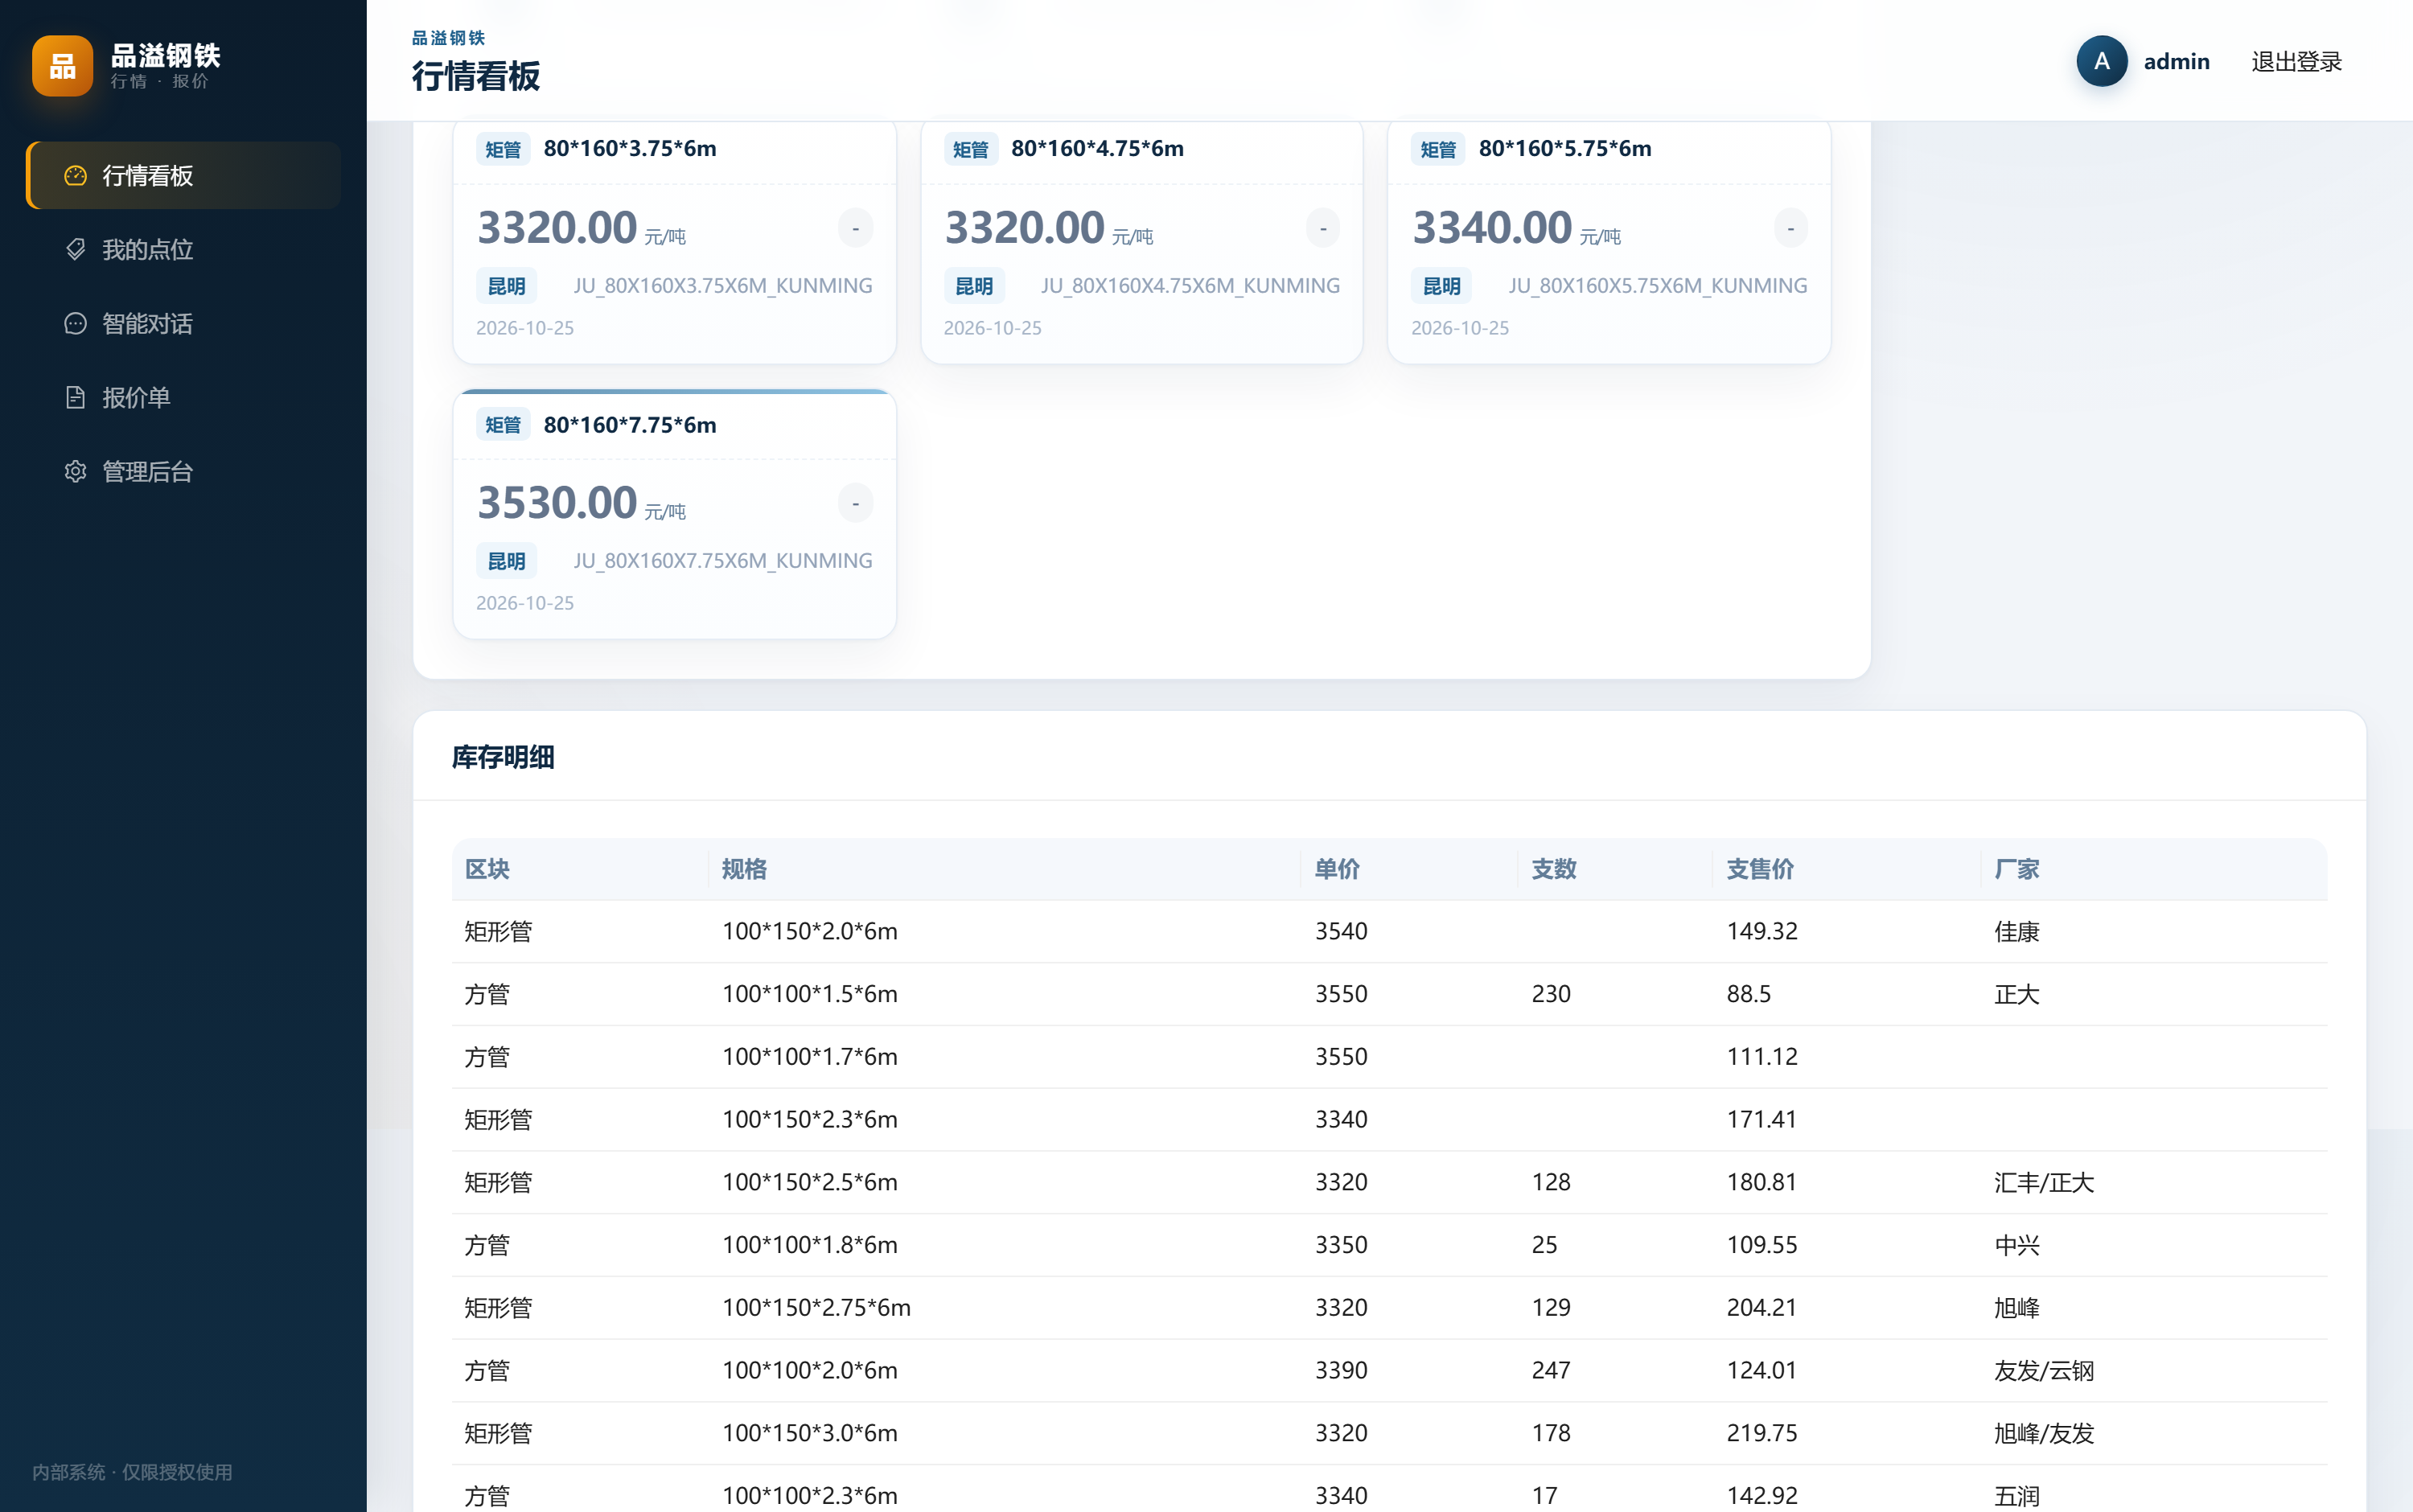 品
品溢钢铁
行情 · 报价
行情看板
我的点位
智能对话
报价单
管理后台
内部系统 · 仅限授权使用
品溢钢铁
行情看板
A admin 退出登录
矩管 80*160*3.75*6m
3320.00 元/吨 -
昆明 JU_80X160X3.75X6M_KUNMING
2026-10-25
矩管 80*160*4.75*6m
3320.00 元/吨 -
昆明 JU_80X160X4.75X6M_KUNMING
2026-10-25
矩管 80*160*5.75*6m
3340.00 元/吨 -
昆明 JU_80X160X5.75X6M_KUNMING
2026-10-25
矩管 80*160*7.75*6m
3530.00 元/吨 -
昆明 JU_80X160X7.75X6M_KUNMING
2026-10-25
库存明细
区块 规格 单价 支数 支售价 厂家
矩形管 100*150*2.0*6m 3540 149.32 佳康
方管 100*100*1.5*6m 3550 230 88.5 正大
方管 100*100*1.7*6m 3550 111.12
矩形管 100*150*2.3*6m 3340 171.41
矩形管 100*150*2.5*6m 3320 128 180.81 汇丰/正大
方管 100*100*1.8*6m 3350 25 109.55 中兴
矩形管 100*150*2.75*6m 3320 129 204.21 旭峰
方管 100*100*2.0*6m 3390 247 124.01 友发/云钢
矩形管 100*150*3.0*6m 3320 178 219.75 旭峰/友发
方管 100*100*2.3*6m 3340 17 142.92 五润